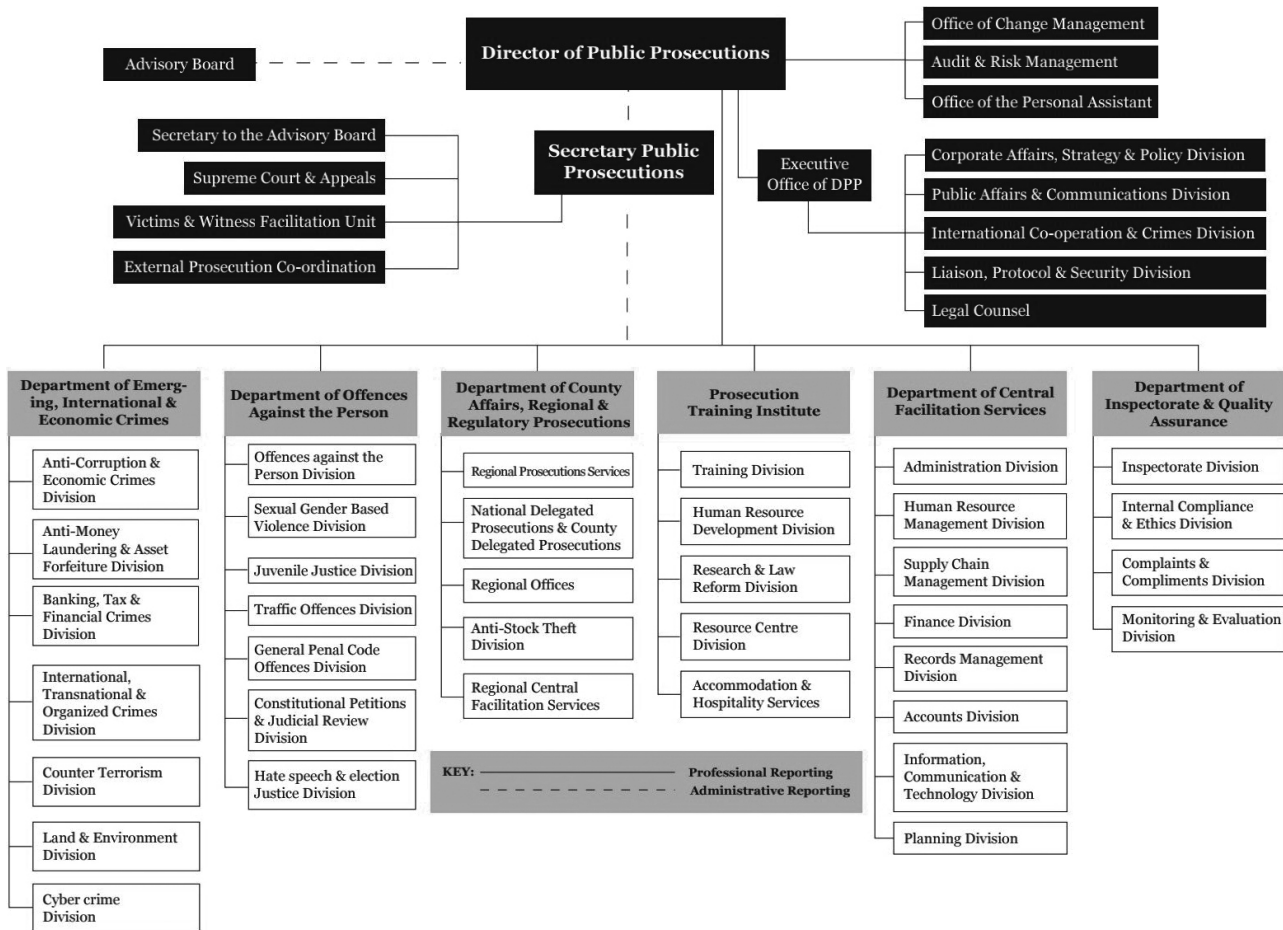 Director of Public Prosecutions
Advisory Board
Office of Change Management
Audit & Risk Management
Office of the Personal Assistant
Secretary to the Advisory Board
Supreme Court & Appeals
Victims & Witness Facilitation Unit
External Prosecution Co-ordination
Secretary Public
Prosecutions
Executive
Office of DPP
Corporate Affairs, Strategy & Policy Division
Public Affairs & Communications Division
International Co-operation & Crimes Division
Liaison, Protocol & Security Division
Legal Counsel
Department of Emerg-
ing, International &
Economic Crimes
Anti-Corruption &
Economic Crimes
Division
Anti-Money
Laundering & Asset
Forfeiture Division
Banking, Tax &
Financial Crimes
Division
International,
Transnational &
Organized Crimes
Division
Counter Terrorism
Division
Land & Environment
Division
Cyber crime
Division
Department of Offences
Against the Person
Offences against the
Person Division
Sexual Gender Based
Violence Division
Juvenile Justice Division
Traffic Offences Division
General Penal Code
Offences Division
Constitutional Petitions
& Judicial Review
Division
Hate speech & election
Justice Division
Department of County
Affairs, Regional &
Regulatory Prosecutions
Regional Prosecutions Services
National Delegated
Prosecutions & County
Delegated Prosecutions
Regional Offices
Anti-Stock Theft
Division
Regional Central
Facilitation Services
Prosecution
Training Institute
Training Division
Human Resource
Development Division
Research & Law
Reform Division
Resource Centre
Division
Accommodation &
Hospitality Services
Department of Central
Facilitation Services
Administration Division
Human Resource
Management Division
Supply Chain
Management Division
Finance Division
Records Management
Division
Accounts Division
Information,
Communication &
Technology Division
Planning Division
Department of
Inspectorate & Quality
Assurance
Inspectorate Division
Internal Compliance
& Ethics Division
Complaints &
Compliments Division
Monitoring & Evaluation
Division
KEY: Professional Reporting
Administrative Reporting